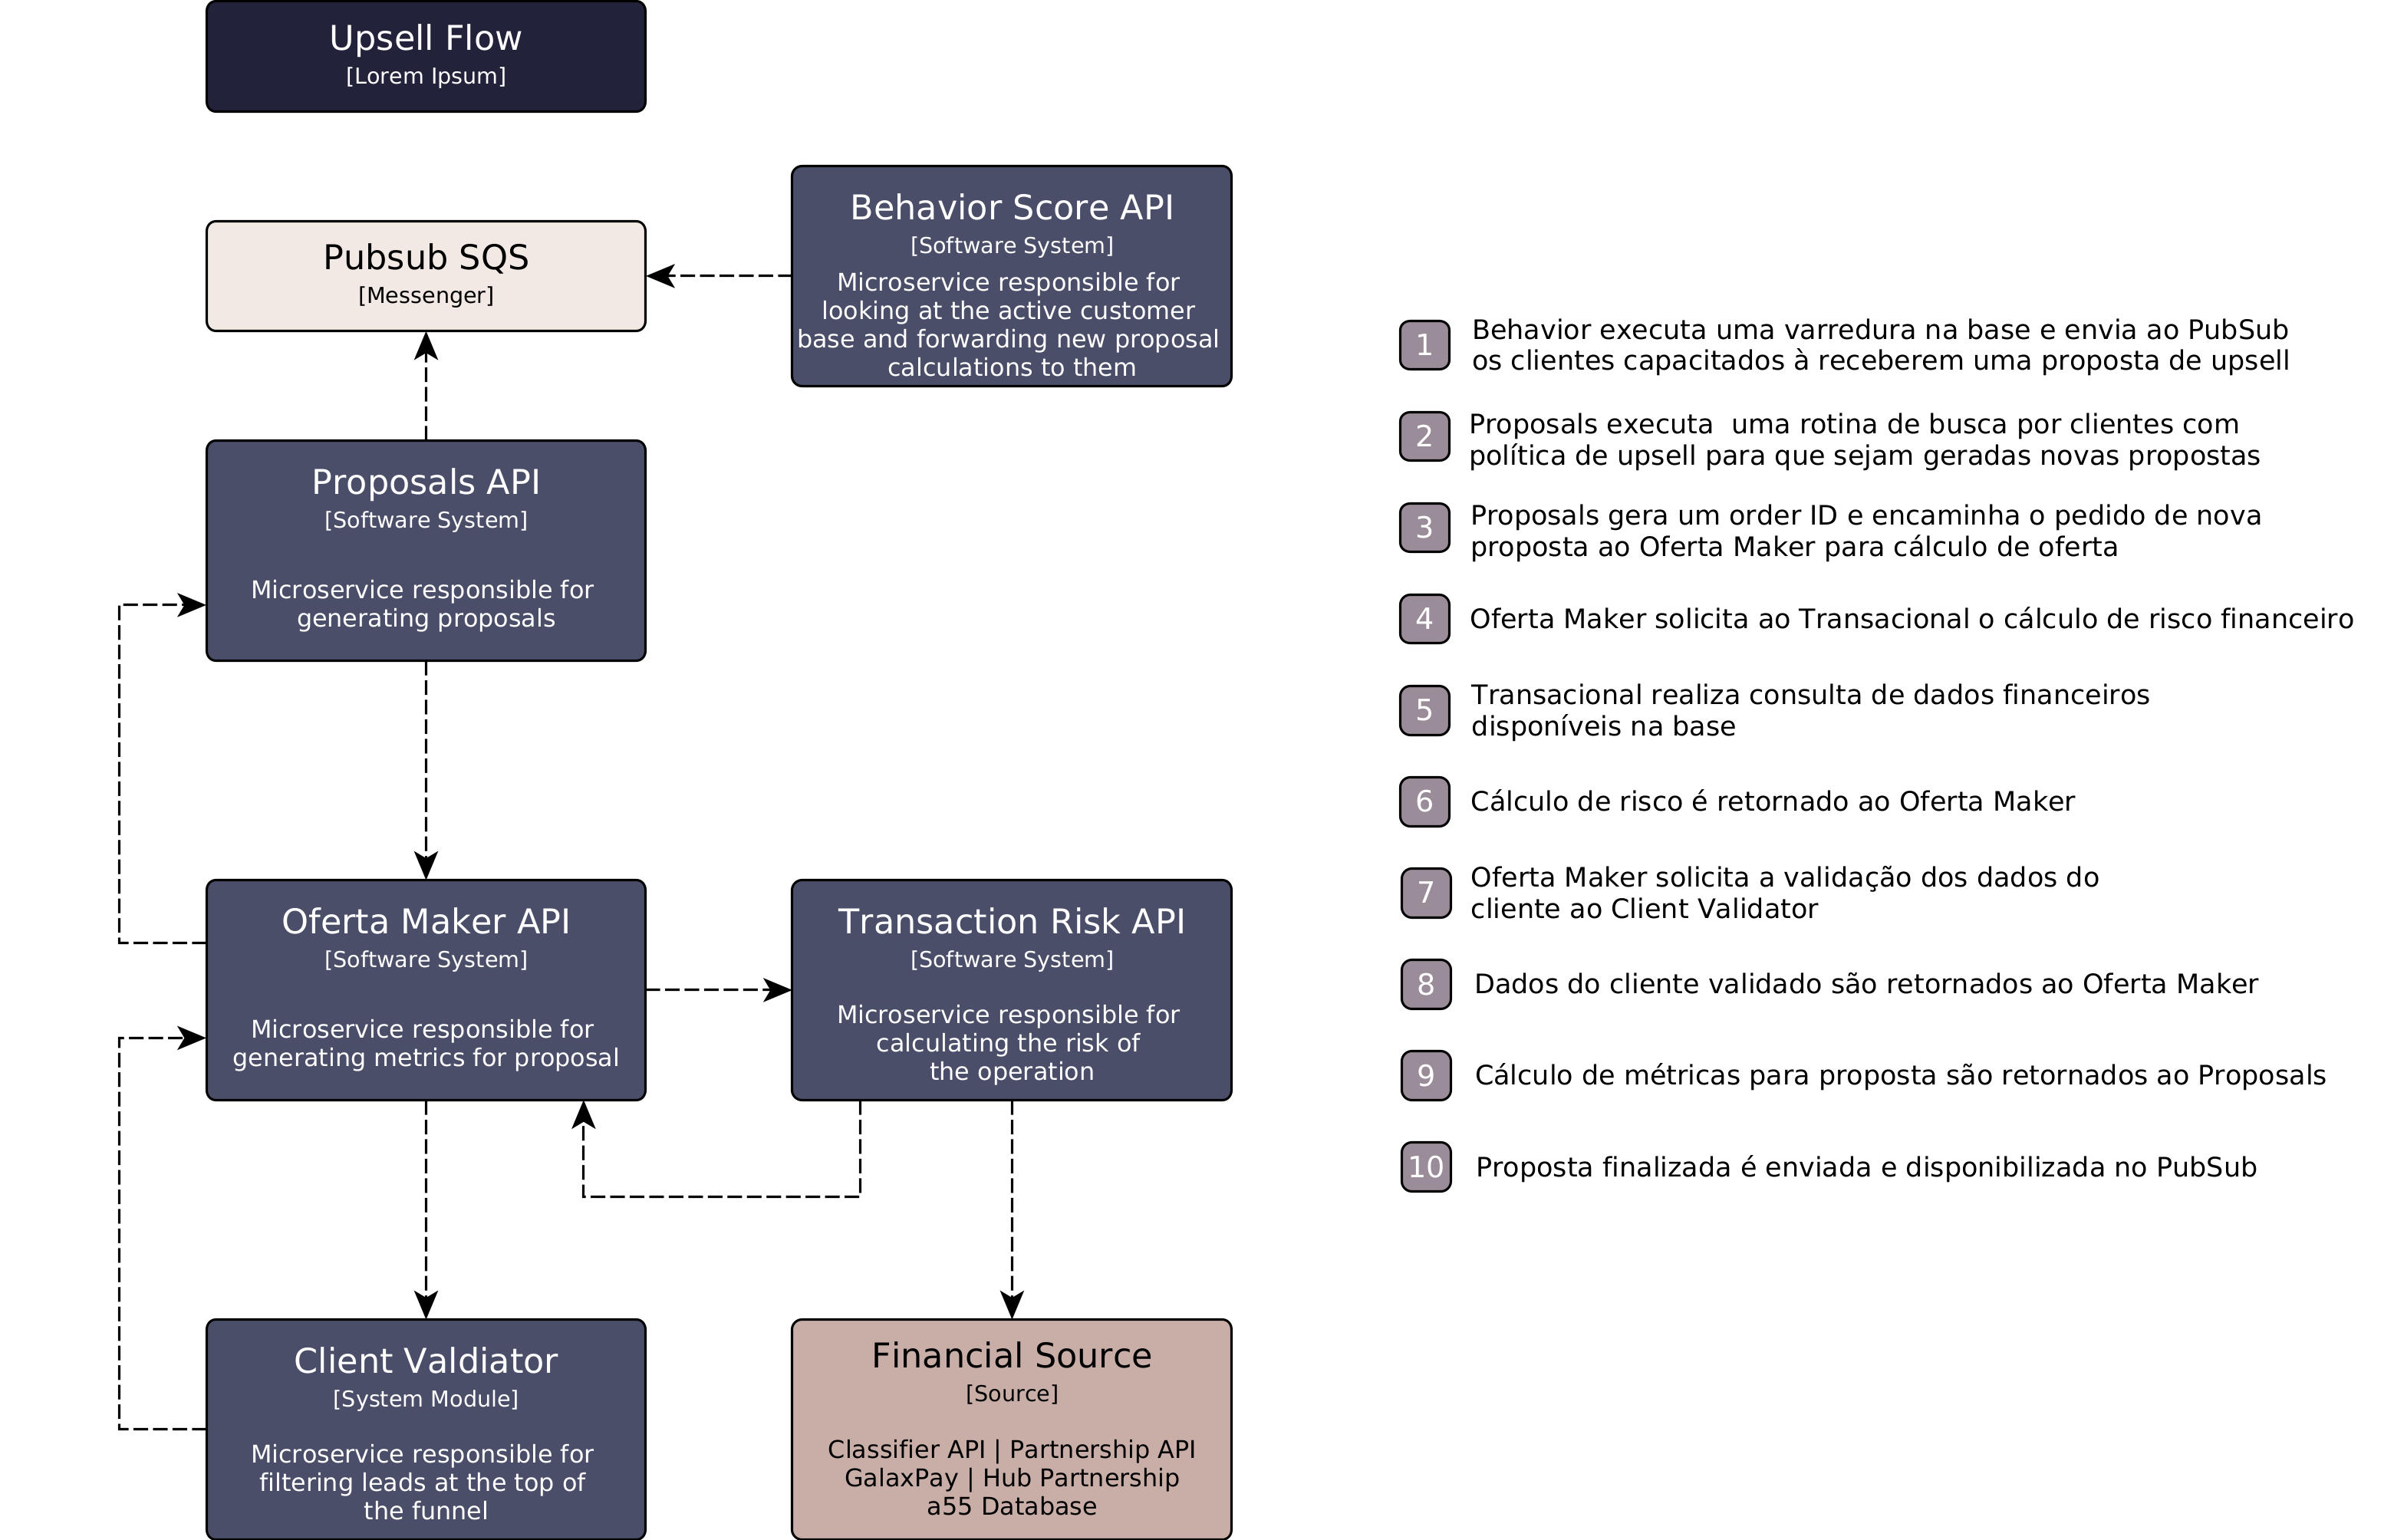 Upsell Flow
[Lorem Ipsum]
Pubsub SQS
[Messenger]
Behavior Score API
[Software System]
Microservice responsible for
looking at the active customer
base and forwarding new proposal
calculations to them
Proposals API
[Software System]
Microservice responsible for
generating proposals
Oferta Maker API
[Software System]
Microservice responsible for
generating metrics for proposal
Transaction Risk API
[Software System]
Microservice responsible for
calculating the risk of
the operation
Client Valdiator
[System Module]
Microservice responsible for
filtering leads at the top of
the funnel
Financial Source
[Source]
Classifier API | Partnership API
GalaxPay | Hub Partnership
a55 Database
1 Behavior executa uma varredura na base e envia ao PubSub
os clientes capacitados à receberem uma proposta de upsell
2 Proposals executa  uma rotina de busca por clientes com
política de upsell para que sejam geradas novas propostas
3 Proposals gera um order ID e encaminha o pedido de nova
proposta ao Oferta Maker para cálculo de oferta
4 Oferta Maker solicita ao Transacional o cálculo de risco financeiro
5 Transacional realiza consulta de dados financeiros
disponíveis na base
6 Cálculo de risco é retornado ao Oferta Maker
7 Oferta Maker solicita a validação dos dados do
cliente ao Client Validator
8 Dados do cliente validado são retornados ao Oferta Maker
9 Cálculo de métricas para proposta são retornados ao Proposals
10 Proposta finalizada é enviada e disponibilizada no PubSub